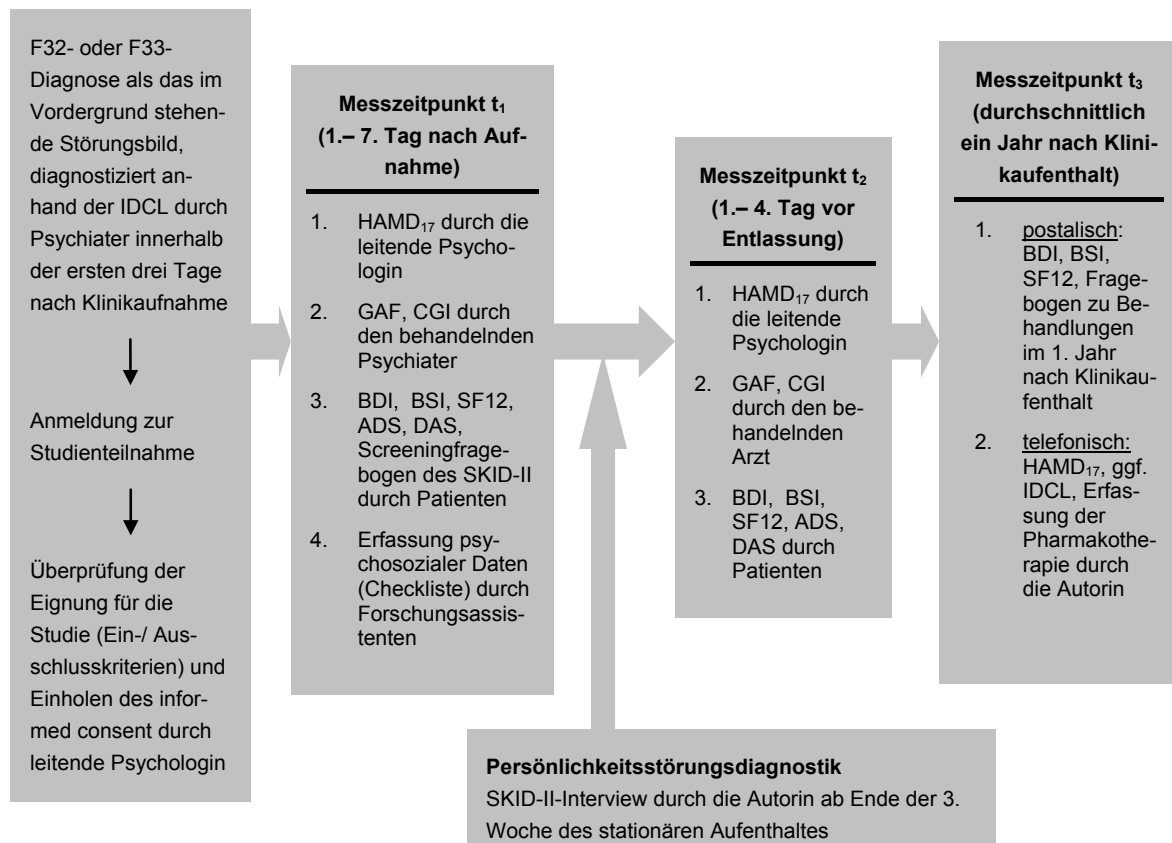 F32- oder F33-
Diagnose als das im
Vordergrund stehen-
de Störungsbild,
diagnostiziert an-
hand der IDCL durch
Psychiater innerhalb
der ersten drei Tage
nach Klinikaufnahme
Anmeldung zur
Studienteilnahme
Überprüfung der
Eignung für die
Studie (Ein-/ Aus-
schlusskriterien) und
Einholen des infor-
med consent durch
leitende Psychologin
Messzeitpunkt t₁
(1.– 7. Tag nach Auf-
nahme)
1. HAMD₁₇ durch die
leitende Psycho-
login
2. GAF, CGI durch
den behandelnden
Psychiater
3. BDI, BSI, SF12,
ADS, DAS,
Screeningfrage-
bogen des SKID-II
durch Patienten
4. Erfassung psy-
chosozialer Daten
(Checkliste) durch
Forschungsassis-
tenten
Messzeitpunkt t₂
(1.– 4. Tag vor
Entlassung)
1. HAMD₁₇ durch
die leitende
Psychologin
2. GAF, CGI
durch den be-
handelnden
Arzt
3. BDI, BSI,
SF12, ADS,
DAS durch
Patienten
Messzeitpunkt t₃
(durchschnittlich
ein Jahr nach Klini-
kaufenthalt)
1. postalisch:
BDI, BSI,
SF12, Frage-
bogen zu Be-
handlungen
im 1. Jahr
nach Klinikau-
fenthalt
2. telefonisch:
HAMD₁₇, ggf.
IDCL, Erfas-
sung der
Pharmakothe-
rapie durch
die Autorin
Persönlichkeitsstörungsdiagnostik
SKID-II-Interview durch die Autorin ab Ende der 3.
Woche des stationären Aufenthaltes